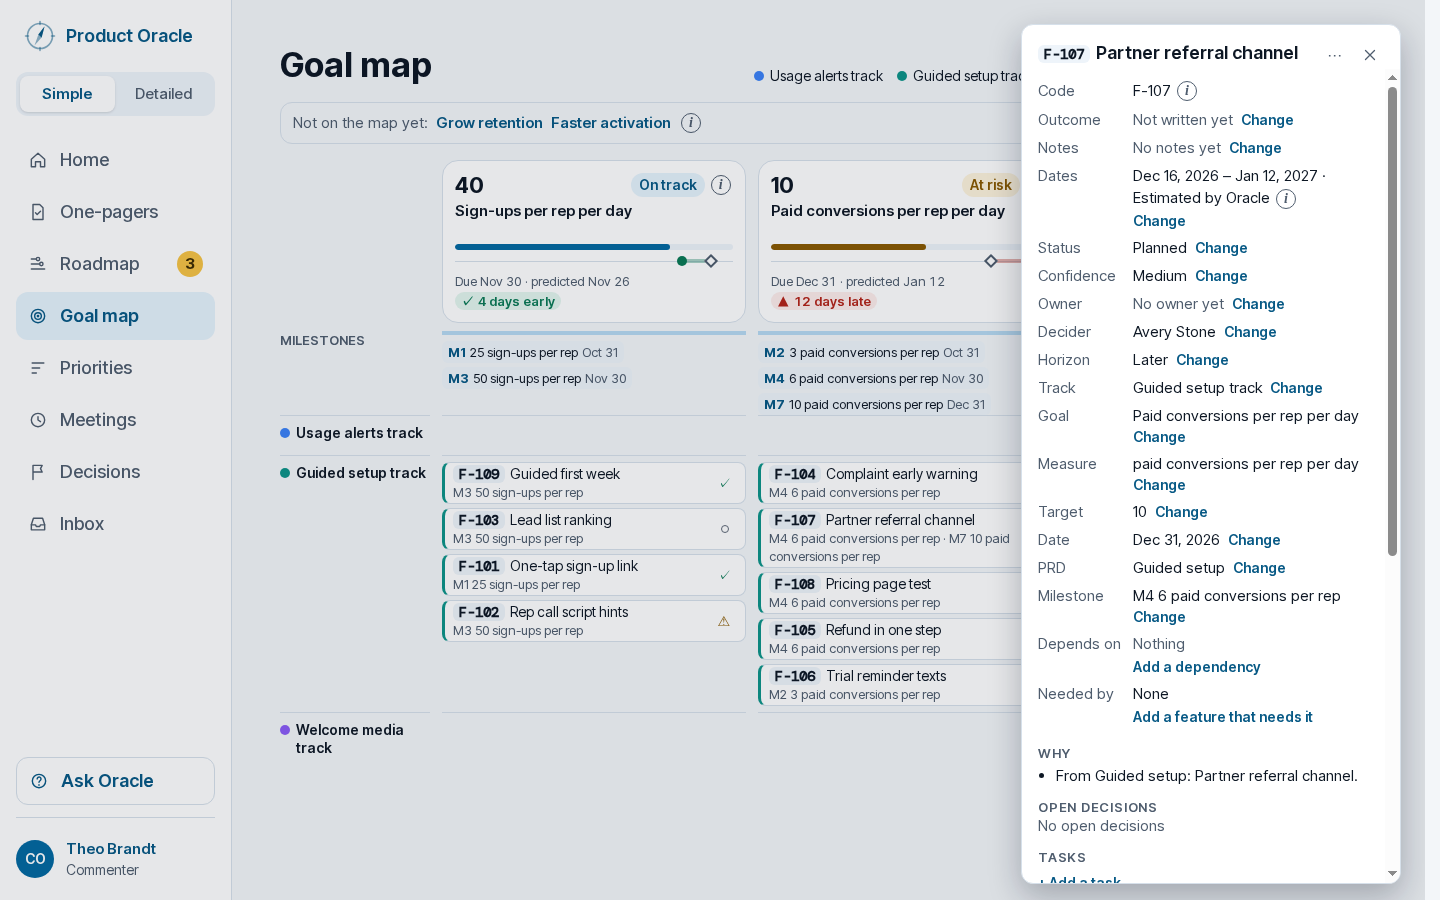 Product Oracle
Simple
Detailed
Home
One-pagers
Roadmap
3
Goal map
Priorities
Meetings
Decisions
Inbox
Ask Oracle
CO
Theo Brandt
Commenter
Goal map
Usage alerts track
Guided setup
Not on the map yet: Grow retention Faster activation i
40
On track
i
Sign-ups per rep per day
Due Nov 30 · predicted Nov 26
✓ 4 days early
10
At risk
Paid conversions per rep per day
Due Dec 31 · predicted Jan 12
▲ 12 days late
MILESTONES
M1 25 sign-ups per rep Oct 31
M3 50 sign-ups per rep Nov 30
M2 3 paid conversions per rep Oct 31
M4 6 paid conversions per rep Nov 30
M7 10 paid conversions per rep Dec 31
Usage alerts track
Guided setup track
F-109 Guided first week
M3 50 sign-ups per rep
✓
F-103 Lead list ranking
M3 50 sign-ups per rep
○
F-101 One-tap sign-up link
M1 25 sign-ups per rep
✓
F-102 Rep call script hints
M3 50 sign-ups per rep
⚠
F-104 Complaint early warning
M4 6 paid conversions per rep
F-107 Partner referral channel
M4 6 paid conversions per rep · M7 10 paid
conversions per rep
F-108 Pricing page test
M4 6 paid conversions per rep
F-105 Refund in one step
M4 6 paid conversions per rep
F-106 Trial reminder texts
M2 3 paid conversions per rep
Welcome media
track
F-107 Partner referral channel
Code F-107 i
Outcome Not written yet Change
Notes No notes yet Change
Dates Dec 16, 2026 – Jan 12, 2027 ·
Estimated by Oracle i
Change
Status Planned Change
Confidence Medium Change
Owner No owner yet Change
Decider Avery Stone Change
Horizon Later Change
Track Guided setup track Change
Goal Paid conversions per rep per day
Change
Measure paid conversions per rep per day
Change
Target 10 Change
Date Dec 31, 2026 Change
PRD Guided setup Change
Milestone M4 6 paid conversions per rep
Change
Depends on Nothing
Add a dependency
Needed by None
Add a feature that needs it
WHY
• From Guided setup: Partner referral channel.
OPEN DECISIONS
No open decisions
TASKS
+ Add a task